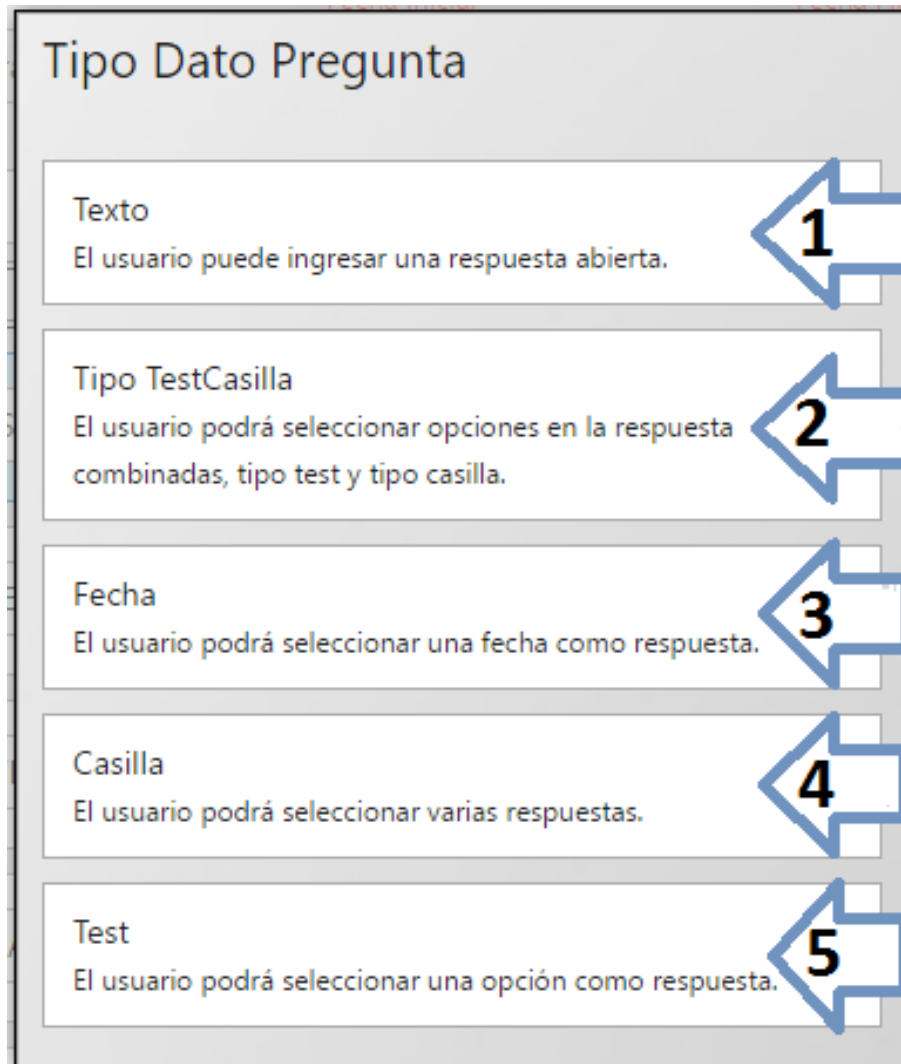 Tipo Dato Pregunta
Texto
El usuario puede ingresar una respuesta abierta.
1
Tipo TestCasilla
El usuario podrá seleccionar opciones en la respuesta
combinadas, tipo test y tipo casilla.
2
Fecha
El usuario podrá seleccionar una fecha como respuesta.
3
Casilla
El usuario podrá seleccionar varias respuestas.
4
Test
El usuario podrá seleccionar una opción como respuesta.
5